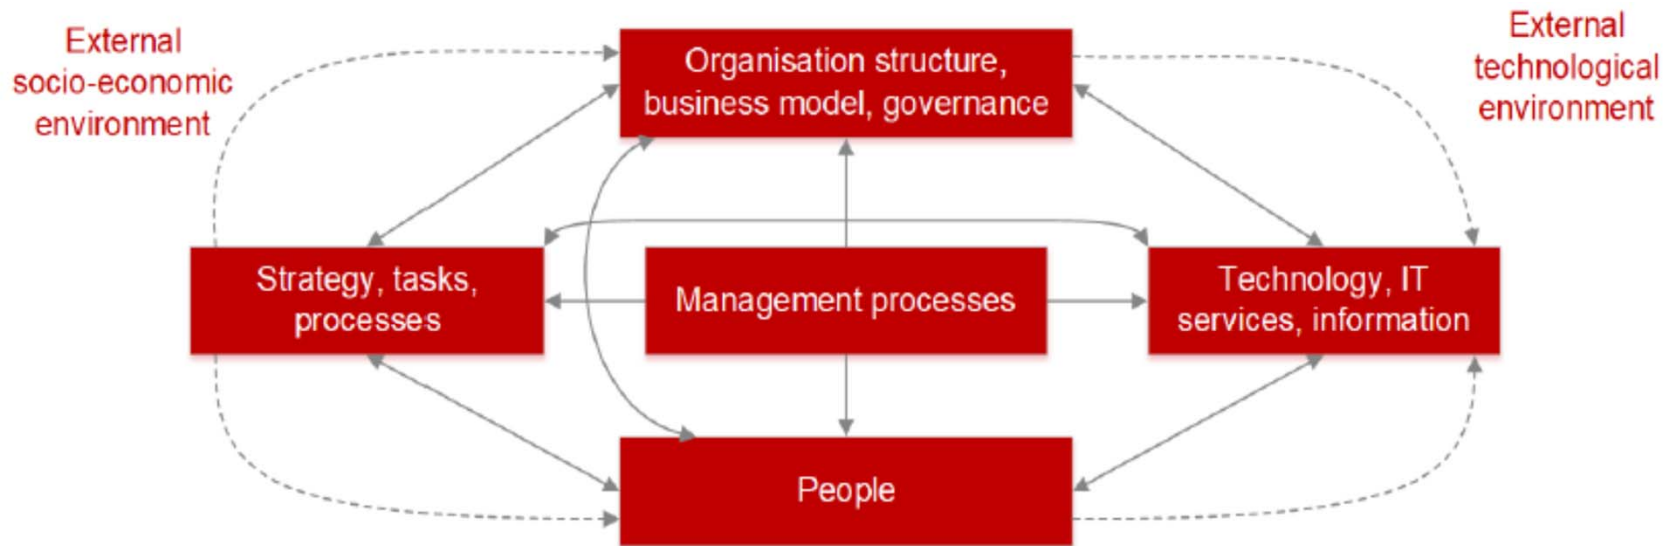 External
socio-economic
environment
Organisation structure,
business model, governance
External
technological
environment
Strategy, tasks,
processes
Management processes
Technology, IT
services, information
People